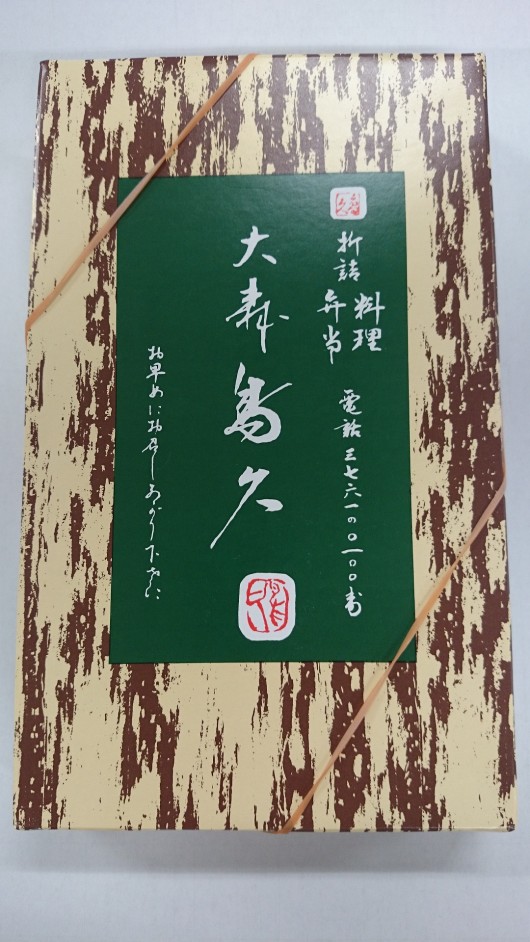 折詰
料理
弁当
電話 三七六一の〇一〇〇番
大森 鳥久
お早めにお召しあがり下さい